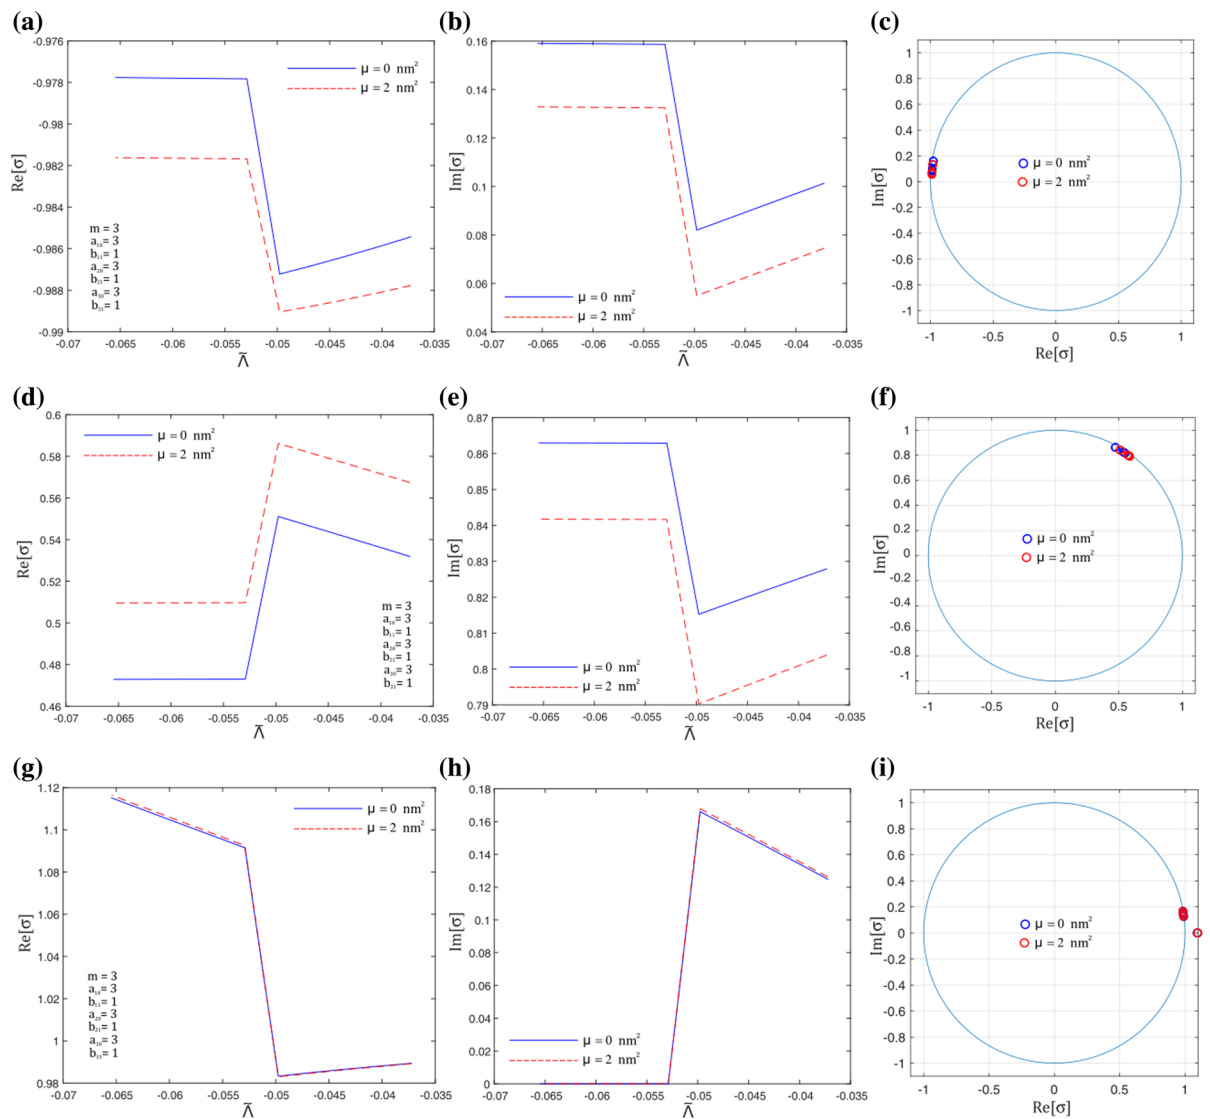 (a)
-0.976
-0.978
-0.98
-0.982
-0.984
-0.986
-0.988
-0.99
Re[σ]
μ = 0 nm²
μ = 2 nm²
m = 3
a₁₀= 3
b₁₁= 1
a₂₀= 3
b₂₁= 1
a₃₀= 3
b₃₁= 1
-0.07 -0.065 -0.06 -0.055 -0.05 -0.045 -0.04 -0.035
Λ̃
(b)
0.16
0.14
0.12
0.1
0.08
0.06
0.04
Im[σ]
μ = 0 nm²
μ = 2 nm²
-0.07 -0.065 -0.06 -0.055 -0.05 -0.045 -0.04 -0.035
Λ̃
(c)
1
0.8
0.6
0.4
0.2
0
-0.2
-0.4
-0.6
-0.8
-1
Im[σ]
μ = 0 nm²
μ = 2 nm²
-1 -0.5 0 0.5 1
Re[σ]
(d)
0.6
0.58
0.56
0.54
0.52
0.5
0.48
0.46
Re[σ]
μ = 0 nm²
μ = 2 nm²
m = 3
a₁₀= 3
b₁₁= 1
a₂₀= 3
b₂₁= 1
a₃₀= 3
b₃₁= 1
-0.07 -0.065 -0.06 -0.055 -0.05 -0.045 -0.04 -0.035
Λ̃
(e)
0.87
0.86
0.85
0.84
0.83
0.82
0.81
0.8
0.79
Im[σ]
μ = 0 nm²
μ = 2 nm²
-0.07 -0.065 -0.06 -0.055 -0.05 -0.045 -0.04 -0.035
Λ̃
(f)
1
0.8
0.6
0.4
0.2
0
-0.2
-0.4
-0.6
-0.8
-1
Im[σ]
μ = 0 nm²
μ = 2 nm²
-1 -0.5 0 0.5 1
Re[σ]
(g)
1.12
1.1
1.08
1.06
1.04
1.02
1
0.98
Re[σ]
μ = 0 nm²
μ = 2 nm²
m = 3
a₁₀= 3
b₁₁= 1
a₂₀= 3
b₂₁= 1
a₃₀= 3
b₃₁= 1
-0.07 -0.065 -0.06 -0.055 -0.05 -0.045 -0.04 -0.035
Λ̃
(h)
0.18
0.16
0.14
0.12
0.1
0.08
0.06
0.04
0.02
0
Im[σ]
μ = 0 nm²
μ = 2 nm²
-0.07 -0.065 -0.06 -0.055 -0.05 -0.045 -0.04 -0.035
Λ̃
(i)
1
0.8
0.6
0.4
0.2
0
-0.2
-0.4
-0.6
-0.8
-1
Im[σ]
μ = 0 nm²
μ = 2 nm²
-1 -0.5 0 0.5 1
Re[σ]